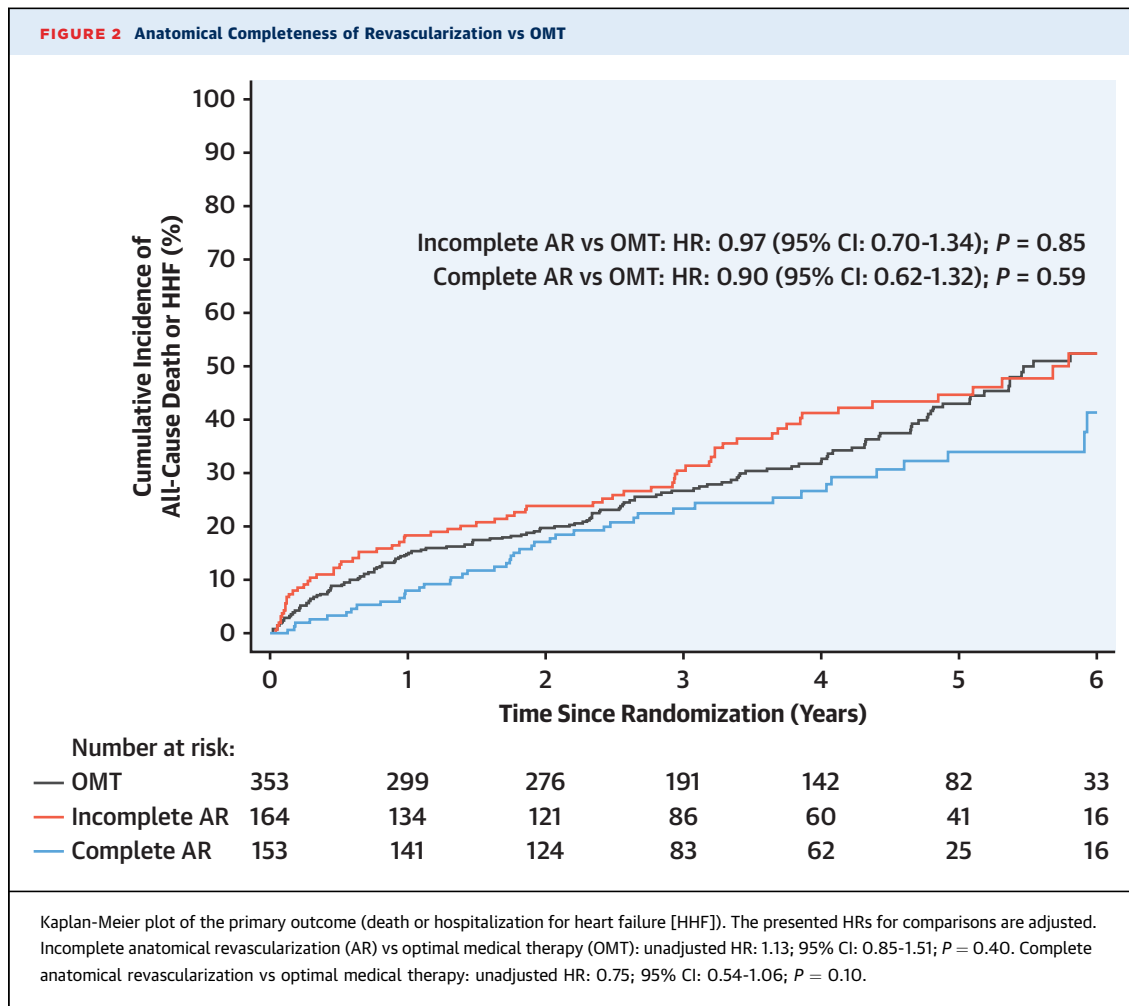 FIGURE 2 Anatomical Completeness of Revascularization vs OMT
Cumulative Incidence of
All-Cause Death or HHF (%)
100
90
80
70
60
50
40
30
20
10
0
Incomplete AR vs OMT: HR: 0.97 (95% CI: 0.70-1.34); P = 0.85
Complete AR vs OMT: HR: 0.90 (95% CI: 0.62-1.32); P = 0.59
0 1 2 3 4 5 6
Time Since Randomization (Years)
Number at risk:
OMT 353 299 276 191 142 82 33
Incomplete AR 164 134 121 86 60 41 16
Complete AR 153 141 124 83 62 25 16
Kaplan-Meier plot of the primary outcome (death or hospitalization for heart failure [HHF]). The presented HRs for comparisons are adjusted.
Incomplete anatomical revascularization (AR) vs optimal medical therapy (OMT): unadjusted HR: 1.13; 95% CI: 0.85-1.51; P = 0.40. Complete
anatomical revascularization vs optimal medical therapy: unadjusted HR: 0.75; 95% CI: 0.54-1.06; P = 0.10.